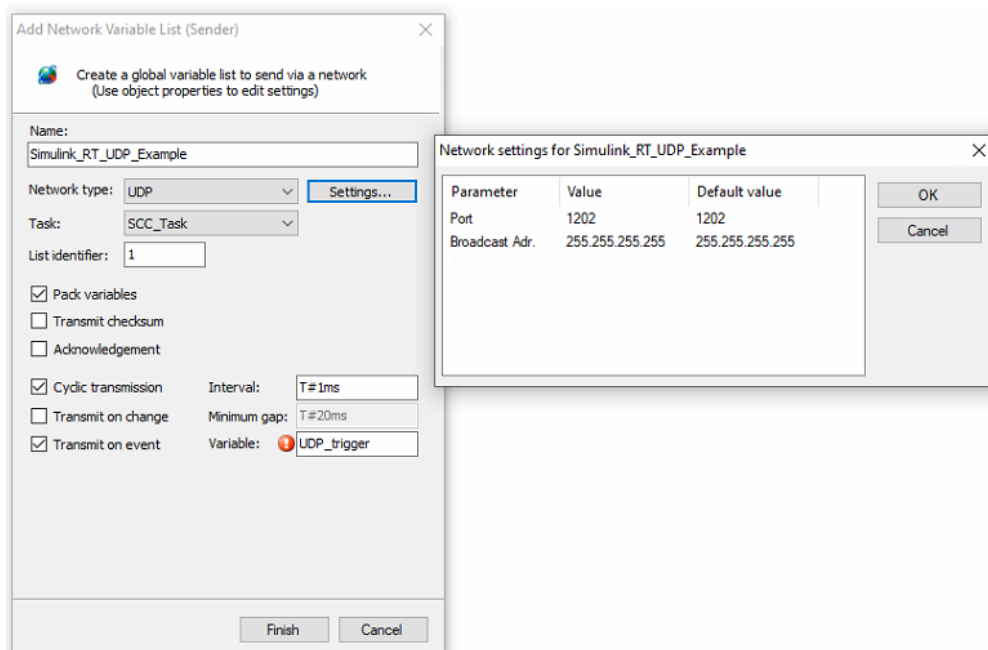 Add Network Variable List (Sender)
Create a global variable list to send via a network
(Use object properties to edit settings)
Name:
Simulink_RT_UDP_Example
Network type: UDP Settings...
Task: SCC_Task
List identifier: 1
Pack variables
Transmit checksum
Acknowledgement
Cyclic transmission Interval: T#1ms
Transmit on change Minimum gap: T#20ms
Transmit on event Variable: UDP_trigger
Finish Cancel
Network settings for Simulink_RT_UDP_Example
Parameter Value Default value
Port 1202 1202
Broadcast Adr. 255.255.255.255 255.255.255.255
OK
Cancel